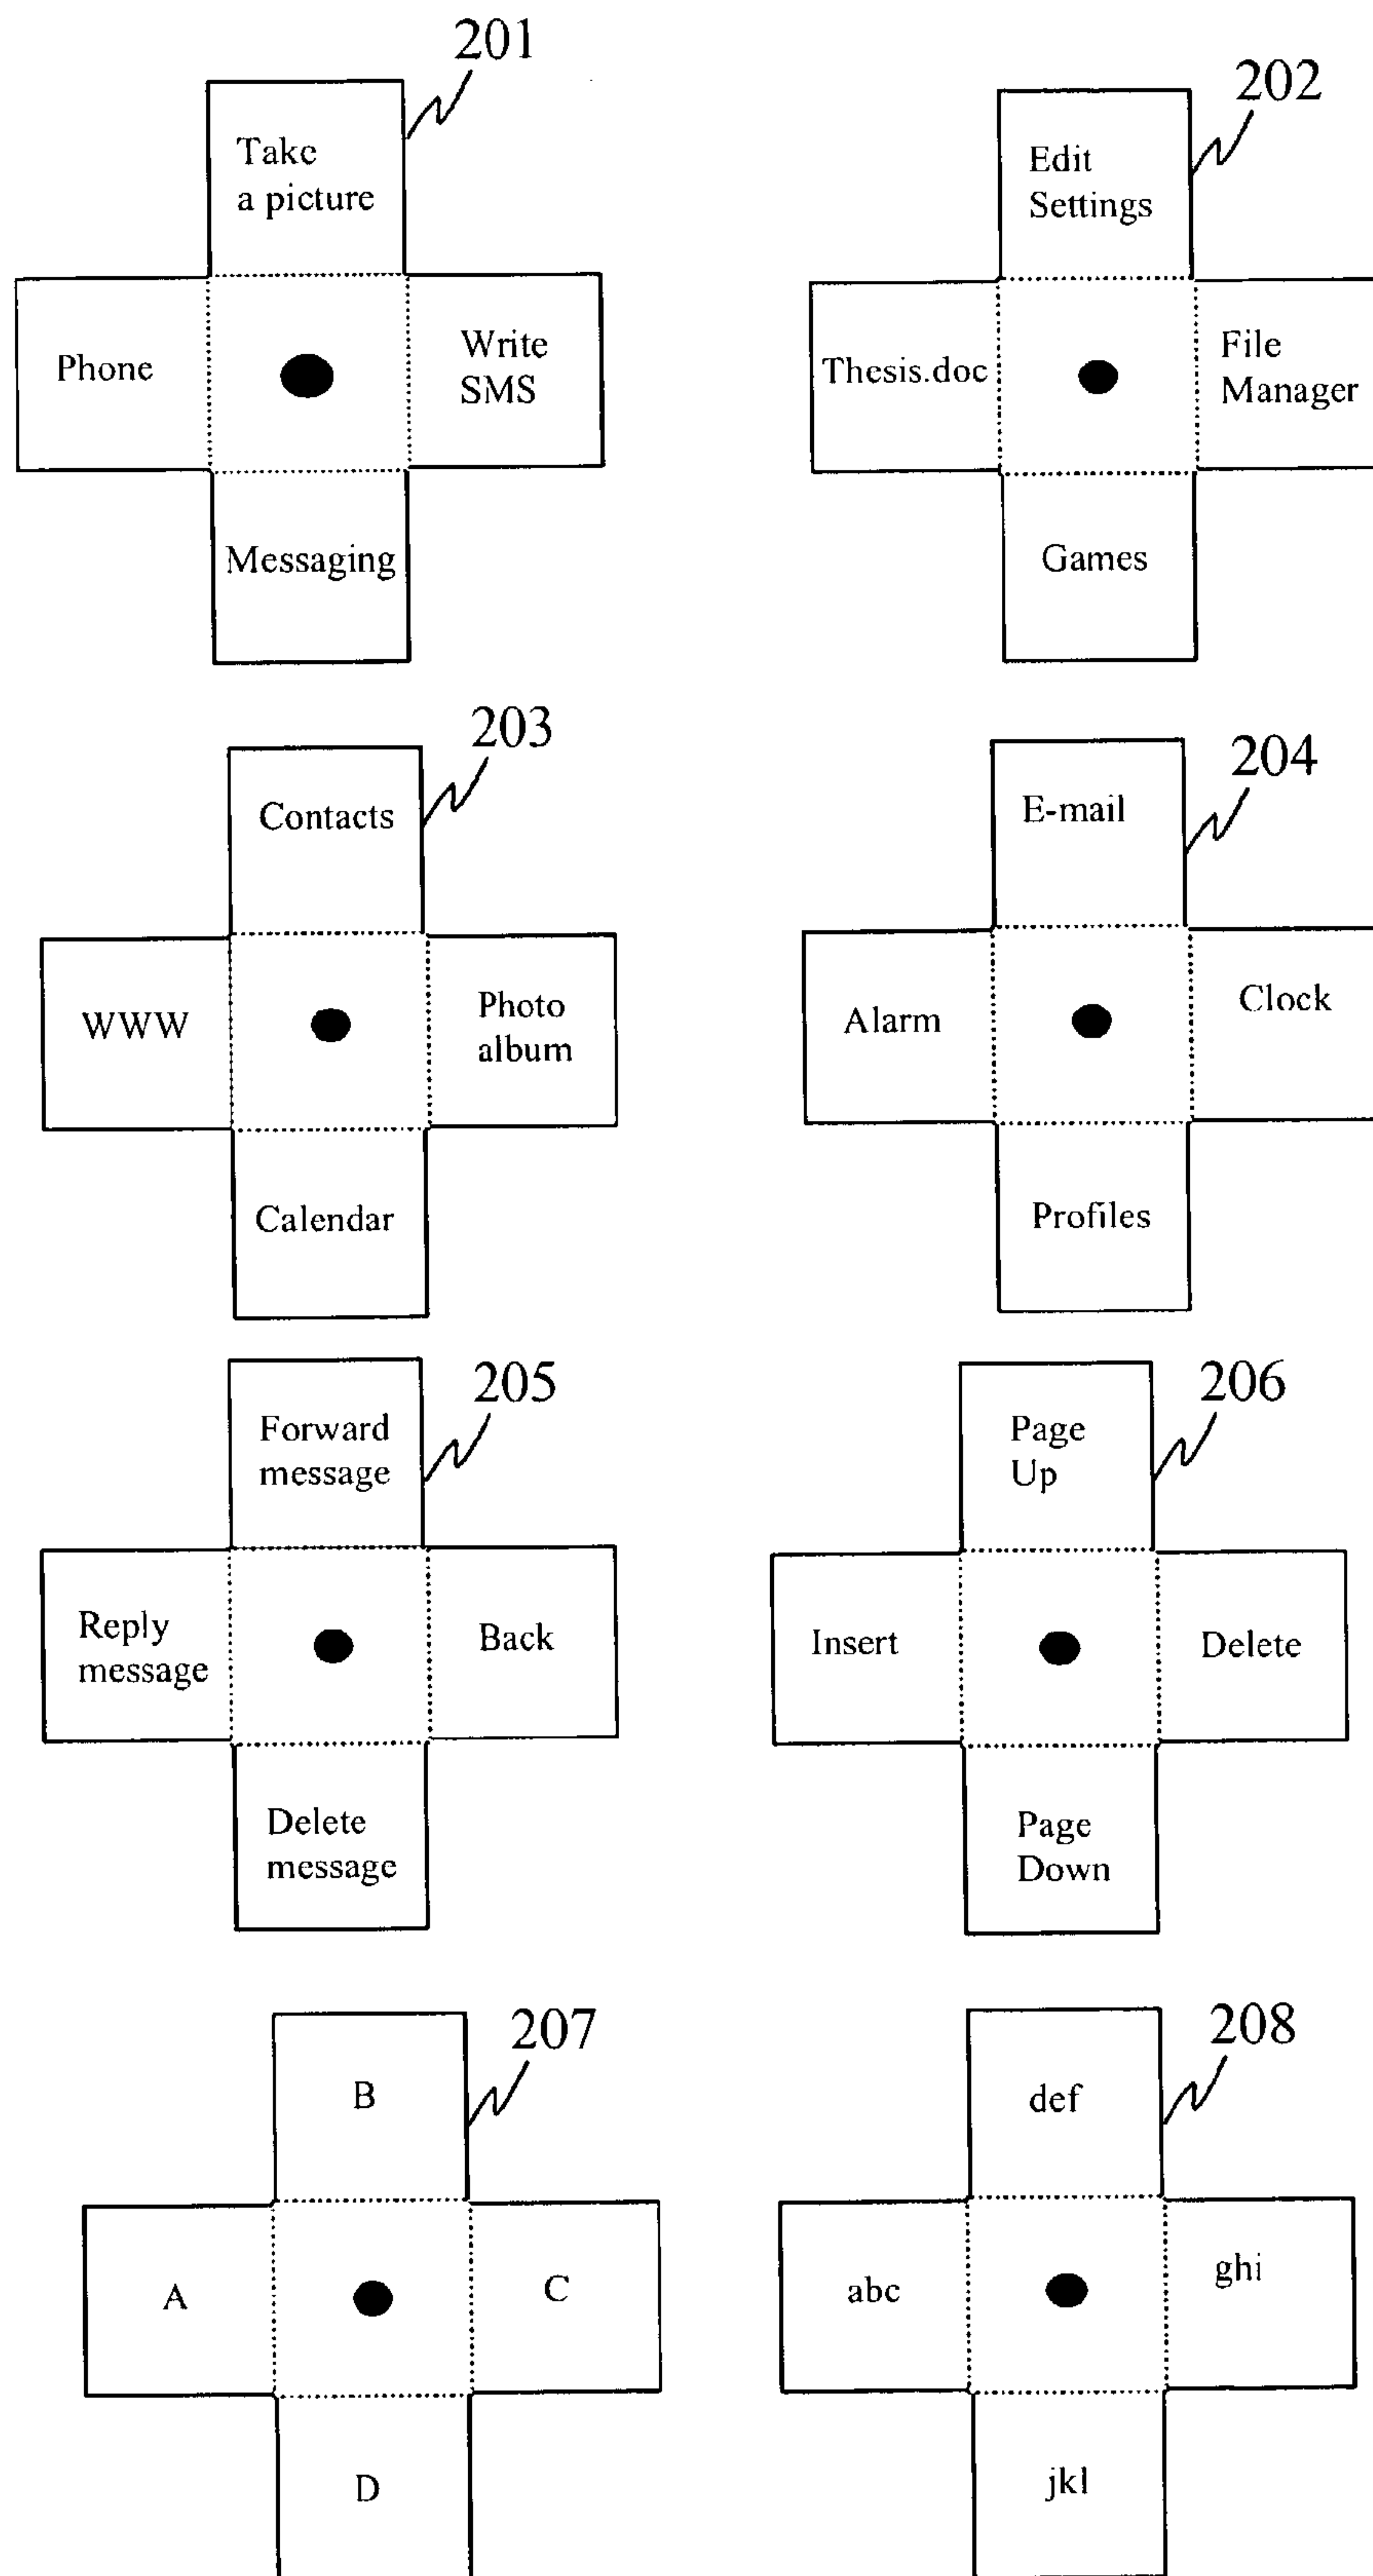 201
Take
a picture
Phone
Write
SMS
Messaging
202
Edit
Settings
Thesis.doc
File
Manager
Games
203
Contacts
WWW
Photo
album
Calendar
204
E-mail
Alarm
Clock
Profiles
205
Forward
message
Reply
message
Back
Delete
message
206
Page
Up
Insert
Delete
Page
Down
207
B
A
C
D
208
def
abc
ghi
jkl